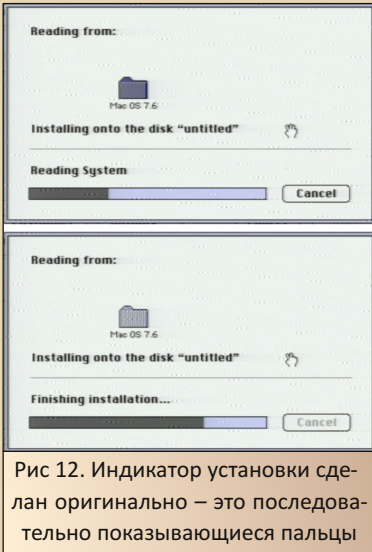 Reading from:
Mac OS 7.6
Installing onto the disk “untitled”
Reading System
Cancel
Reading from:
Mac OS 7.6
Installing onto the disk “untitled”
Finishing installation...
Cancel
Рис 12. Индикатор установки сде-
лан оригинально – это последова-
тельно показывающиеся пальцы